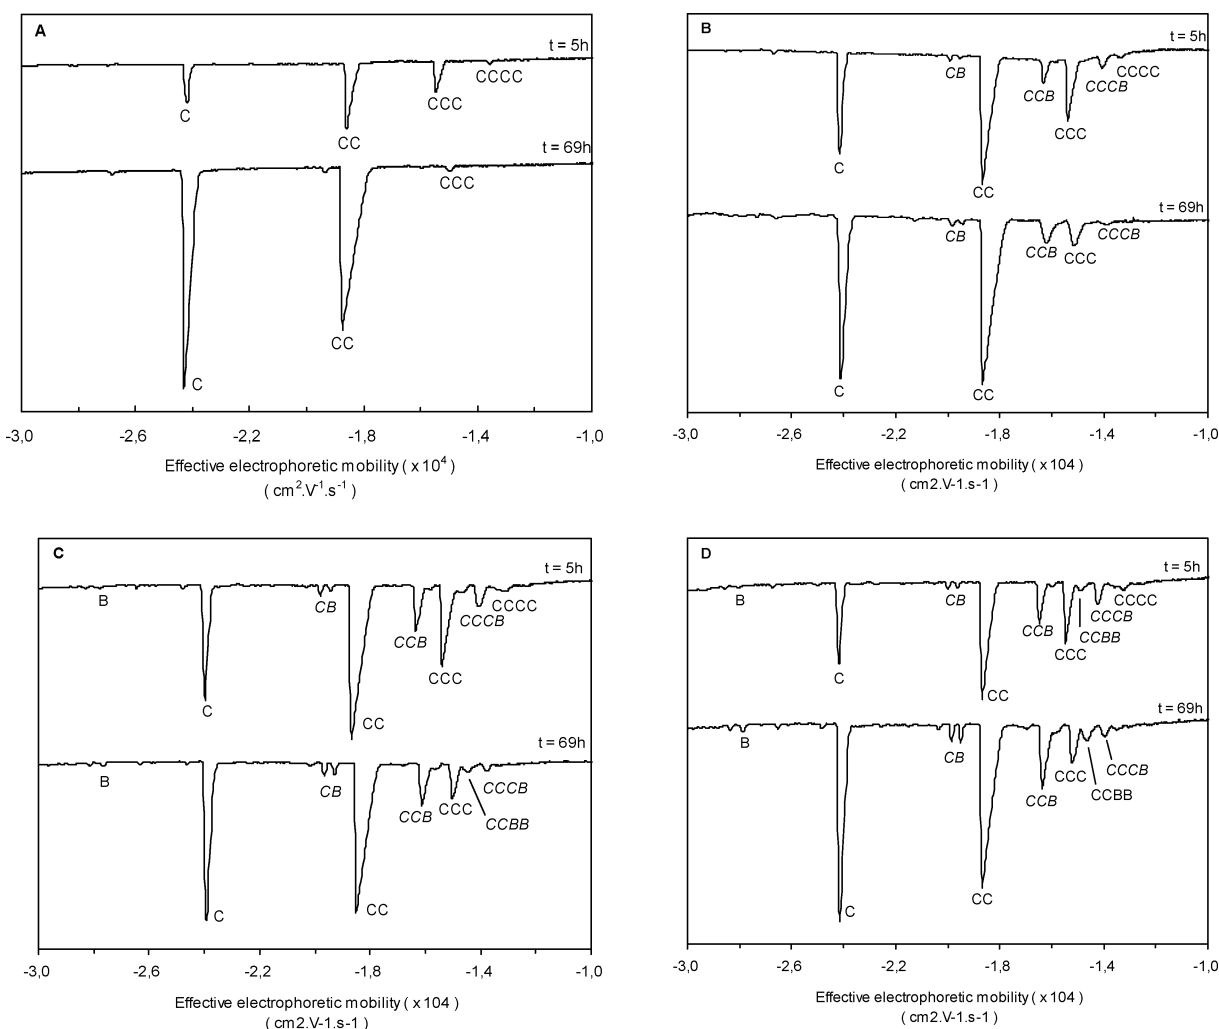 A
t = 5h
C
CC
CCC
CCCC
t = 69h
C
CC
CCC
-3,0 -2,6 -2,2 -1,8 -1,4 -1,0
Effective electrophoretic mobility ( x 10⁴ )
( cm².V⁻¹.s⁻¹ )
B
t = 5h
C
CB
CC
CCB
CCC
CCCB
CCCC
t = 69h
C
CB
CC
CCB
CCC
CCCB
-3,0 -2,6 -2,2 -1,8 -1,4 -1,0
Effective electrophoretic mobility ( x 104 )
( cm2.V-1.s-1 )
C
t = 5h
B
C
CB
CC
CCB
CCC
CCCB
CCCC
t = 69h
B
C
CB
CC
CCB
CCC
CCBB
CCCB
-3,0 -2,6 -2,2 -1,8 -1,4 -1,0
Effective electrophoretic mobility ( x 104 )
( cm2.V-1.s-1 )
D
t = 5h
B
C
CB
CC
CCB
CCC
CCBB
CCCB
CCCC
t = 69h
B
C
CB
CC
CCB
CCC
CCBB
CCCB
-3,0 -2,6 -2,2 -1,8 -1,4 -1,0
Effective electrophoretic mobility ( x 104 )
( cm2.V-1.s-1 )